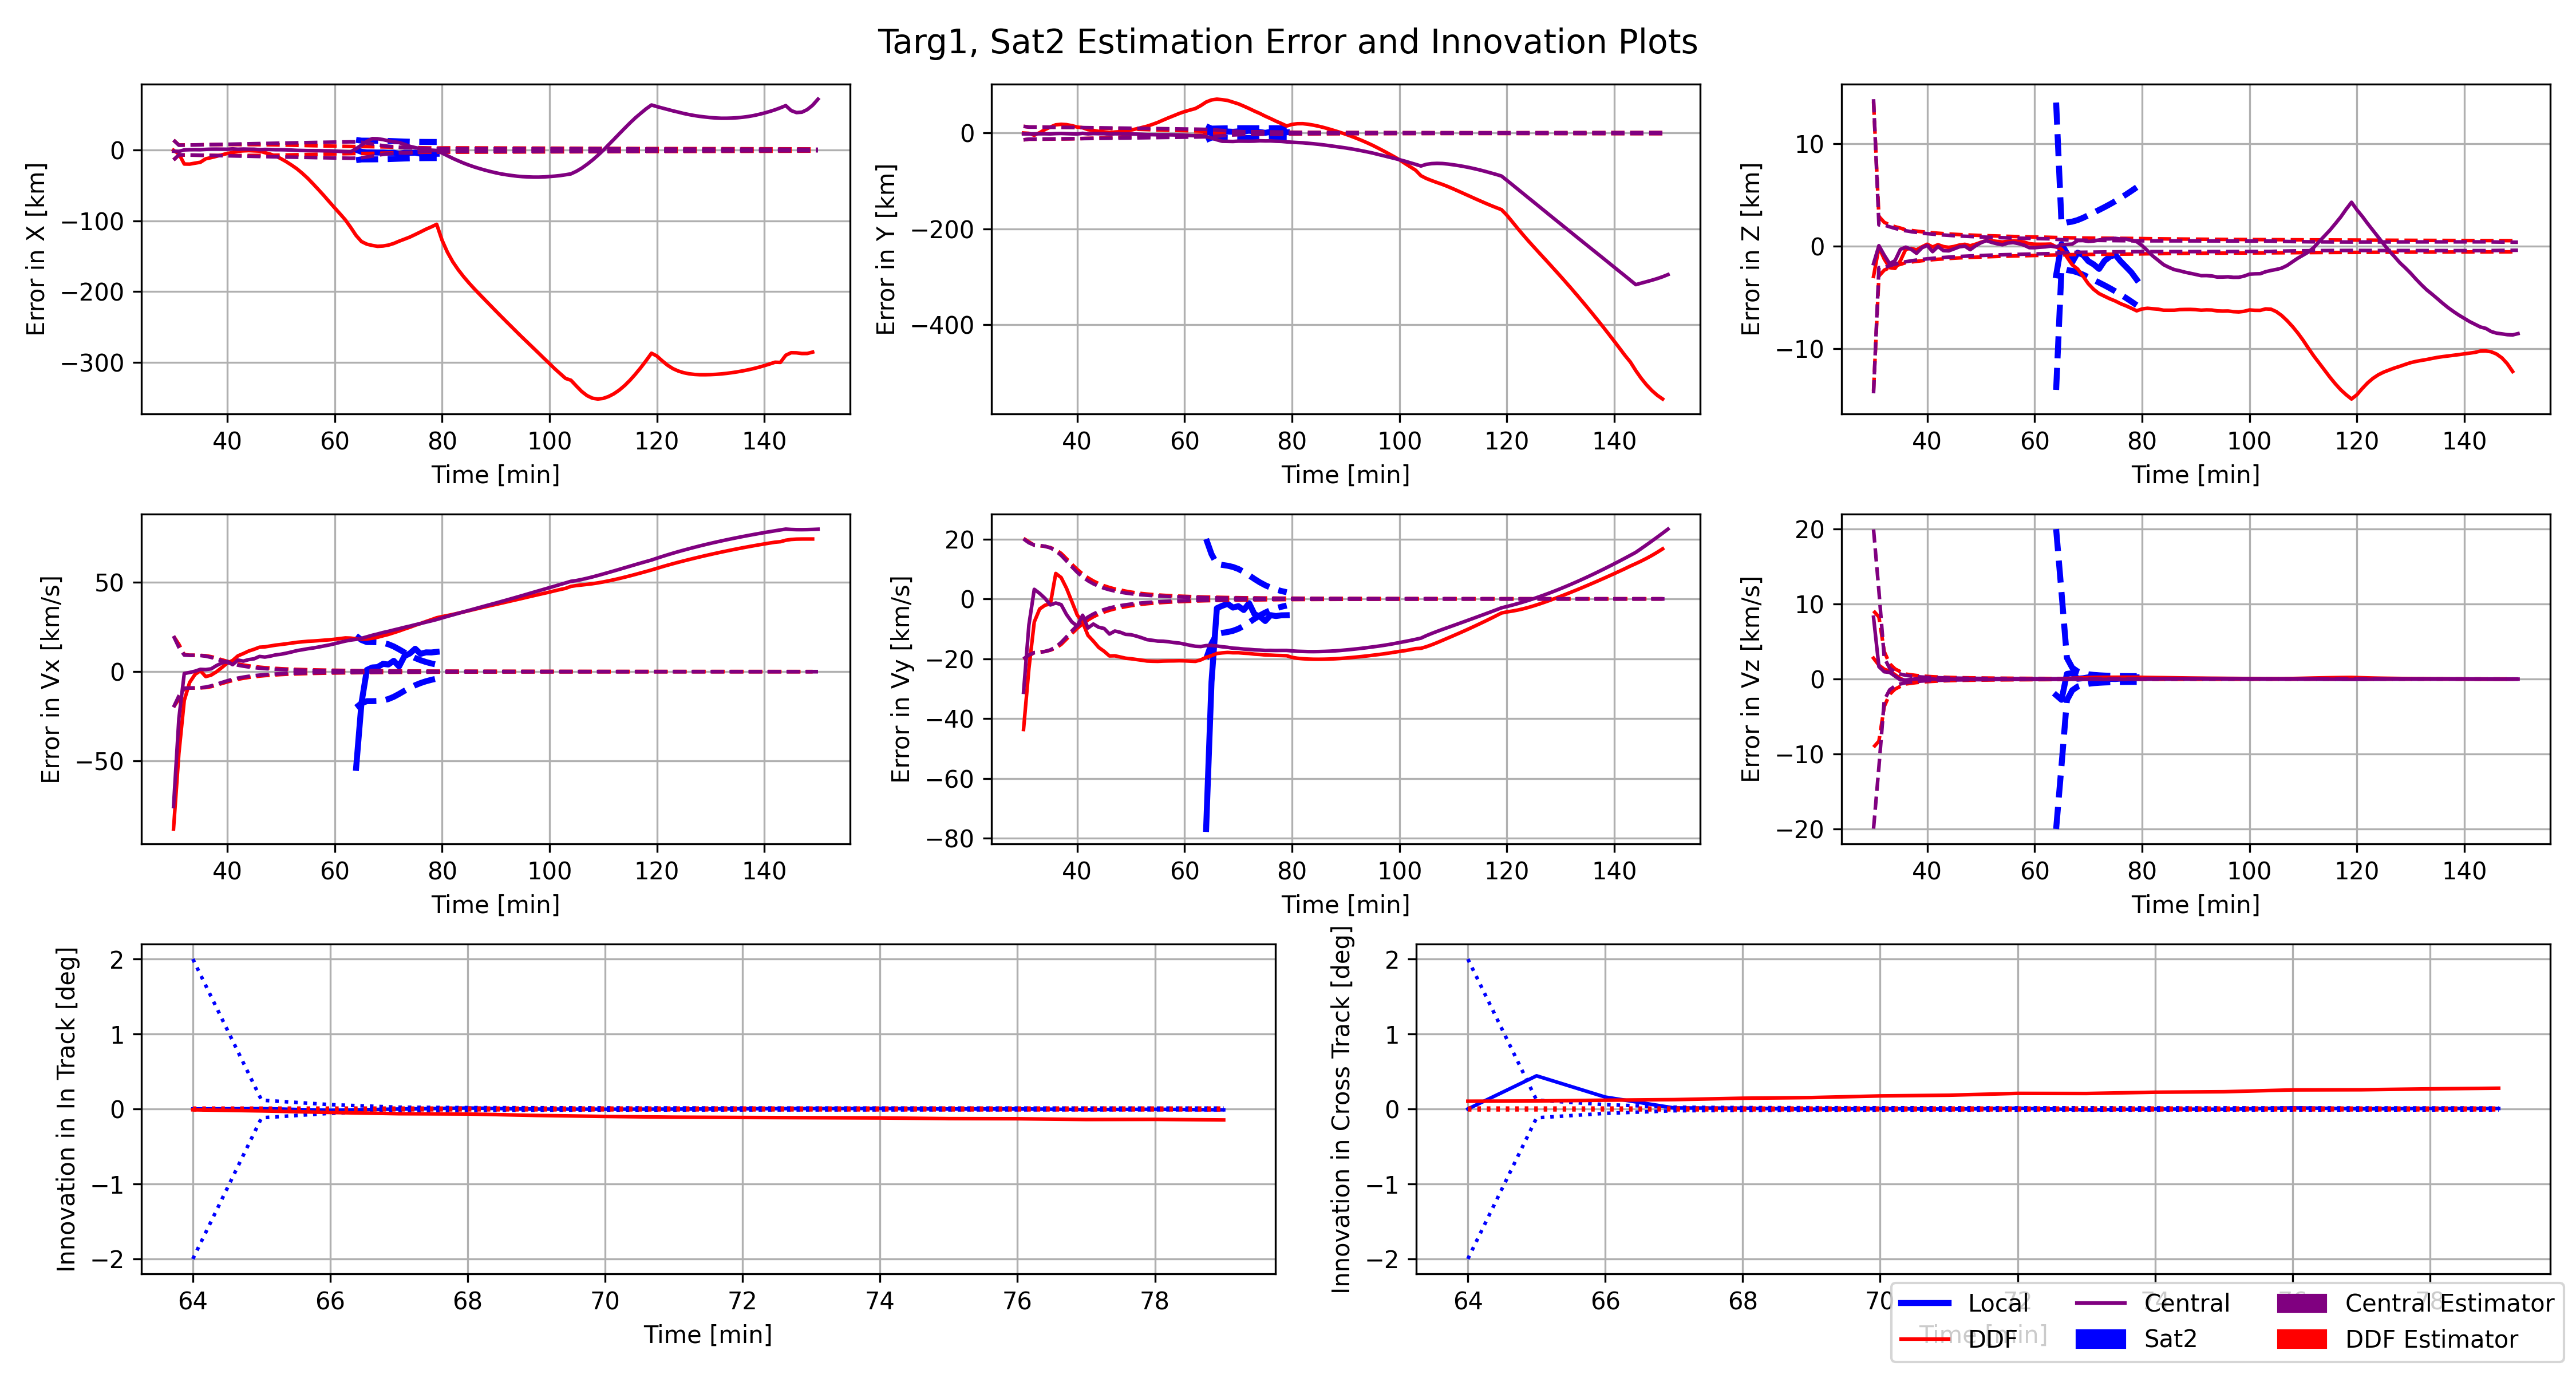 Targ1, Sat2 Estimation Error and Innovation Plots
Error in X [km]
0
−100
−200
−300
40 60 80 100 120 140
Time [min]
Error in Y [km]
0
−200
−400
40 60 80 100 120 140
Time [min]
Error in Z [km]
10
0
−10
40 60 80 100 120 140
Time [min]
Error in Vx [km/s]
50
0
−50
40 60 80 100 120 140
Time [min]
Error in Vy [km/s]
20
0
−20
−40
−60
−80
40 60 80 100 120 140
Time [min]
Error in Vz [km/s]
20
10
0
−10
−20
40 60 80 100 120 140
Time [min]
Innovation in In Track [deg]
2
1
0
−1
−2
64 66 68 70 72 74 76 78
Time [min]
Innovation in Cross Track [deg]
2
1
0
−1
−2
64 66 68 70 72 74 76 78
Time [min]
Local Central Central Estimator
DDF Sat2 DDF Estimator